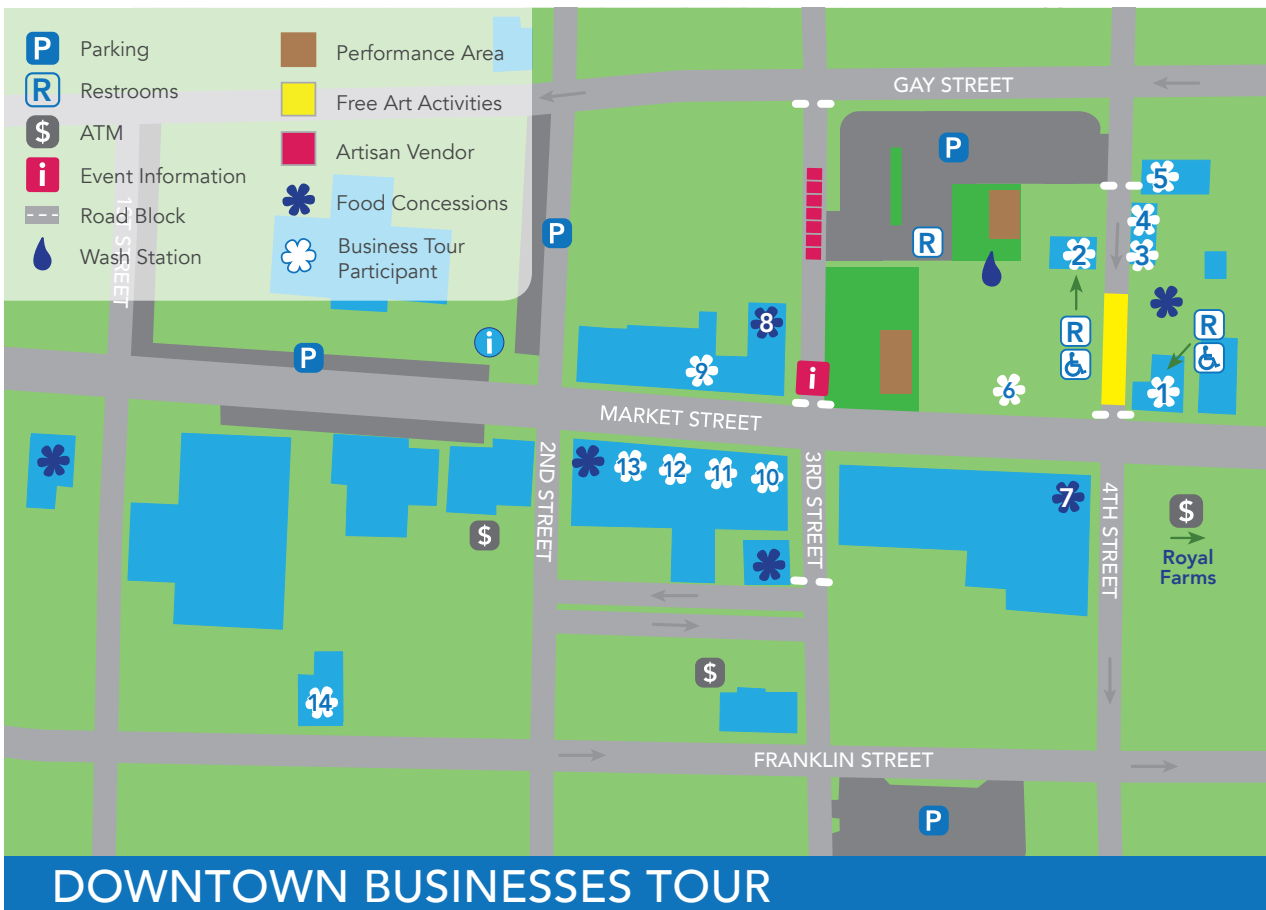 P Parking
R Restrooms
$ ATM
i Event Information
Road Block
Wash Station
Performance Area
Free Art Activities
Artisan Vendor
Food Concessions
Business Tour
Participant
1ST STREET
GAY STREET
P
P
5
4
R
2
3
8
R
R
i
P
9
i
6
1
MARKET STREET
2ND STREET
13
12
11
10
3RD STREET
7
4TH STREET
$
$
Royal
Farms
$
14
FRANKLIN STREET
P
DOWNTOWN BUSINESSES TOUR